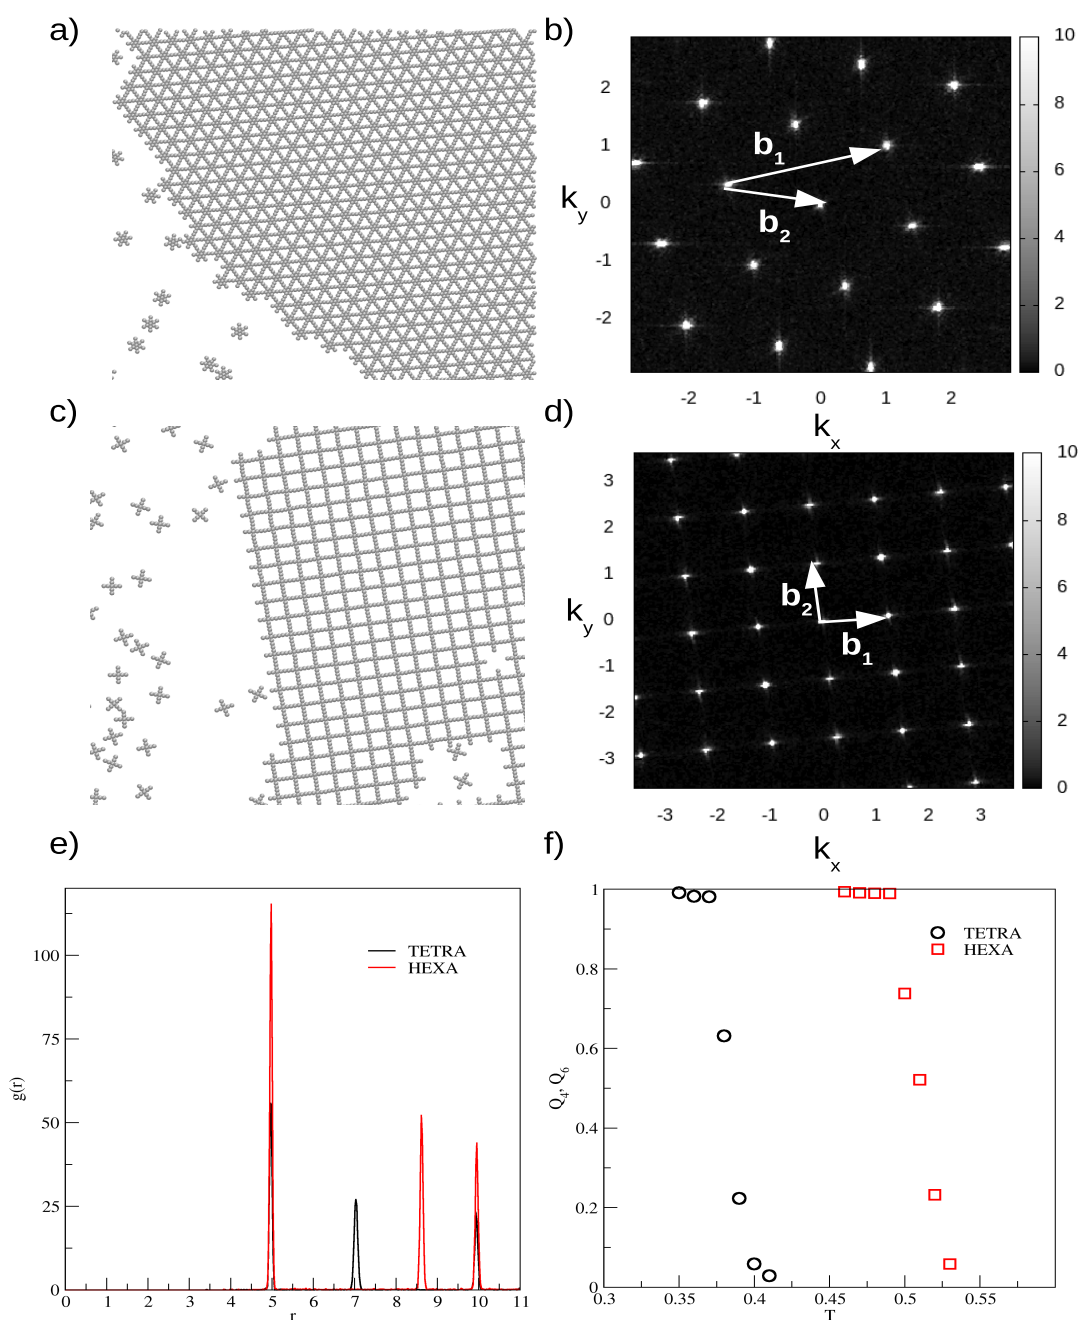 a)
b)
10
8
6
4
2
0
2
1
0
-1
-2
k_y
b_1
b_2
-2 -1 0 1 2
k_x
c)
d)
10
8
6
4
2
0
3
2
1
0
-1
-2
-3
k_y
b_2
b_1
-3 -2 -1 0 1 2 3
k_x
e)
f)
100
75
50
25
0
g(r)
TETRA
HEXA
0 1 2 3 4 5 6 7 8 9 10 11
r
1
0.8
0.6
0.4
0.2
0
Q_4, Q_6
TETRA
HEXA
0.3 0.35 0.4 0.45 0.5 0.55
T